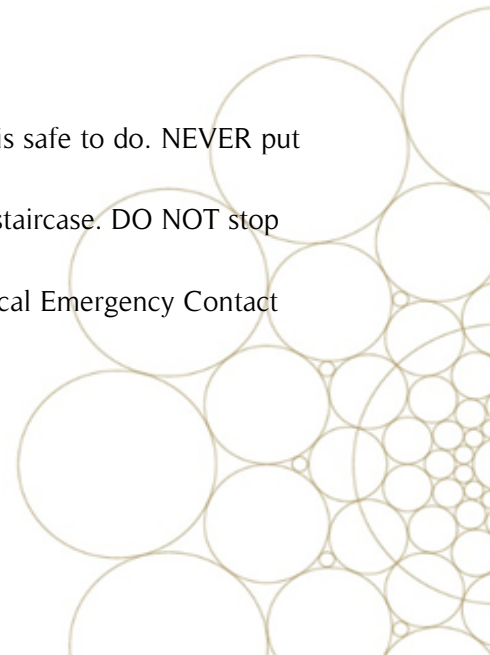 is safe to do. NEVER put
staircase. DO NOT stop
cal Emergency Contact